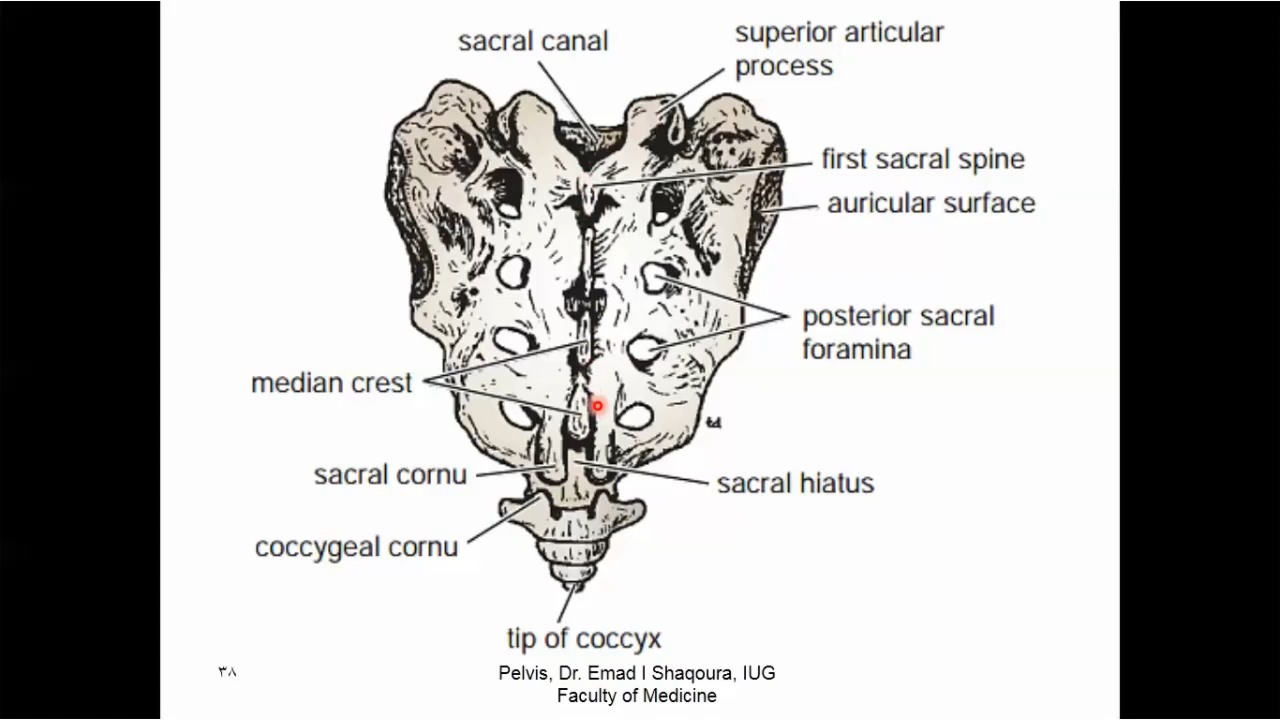 sacral canal
superior articular
process
first sacral spine
auricular surface
posterior sacral
foramina
median crest
sacral cornu
sacral hiatus
coccygeal cornu
tip of coccyx
٣٨
Pelvis, Dr. Emad I Shaqoura, IUG
Faculty of Medicine